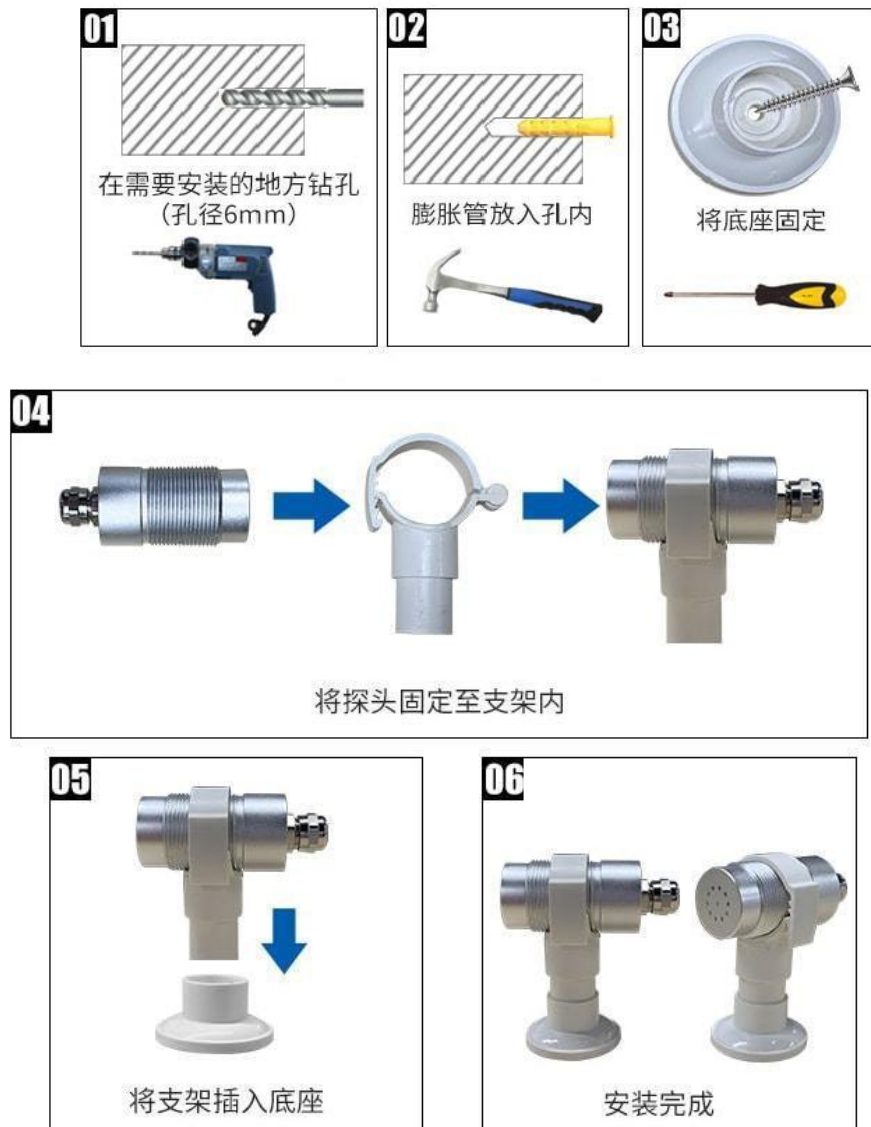 01
在需要安装的地方钻孔
（孔径6mm）
02
膨胀管放入孔内
03
将底座固定
04
将探头固定至支架内
05
将支架插入底座
06
安装完成